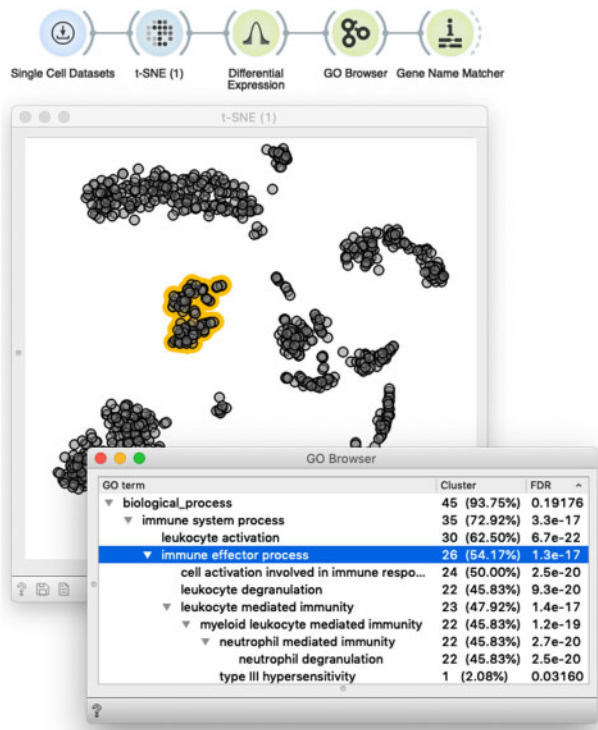 Single Cell Datasets t-SNE (1) Differential Expression GO Browser Gene Name Matcher
t-SNE (1)
GO Browser
GO term Cluster FDR
biological_process 45 (93.75%) 0.19176
immune system process 35 (72.92%) 3.3e-17
leukocyte activation 30 (62.50%) 6.7e-22
immune effector process 26 (54.17%) 1.3e-17
cell activation involved in immune respo... 24 (50.00%) 2.5e-20
leukocyte degranulation 22 (45.83%) 9.3e-20
leukocyte mediated immunity 23 (47.92%) 1.4e-17
myeloid leukocyte mediated immunity 22 (45.83%) 1.2e-19
neutrophil mediated immunity 22 (45.83%) 2.7e-20
neutrophil degranulation 22 (45.83%) 2.5e-20
type III hypersensitivity 1 (2.08%) 0.03160